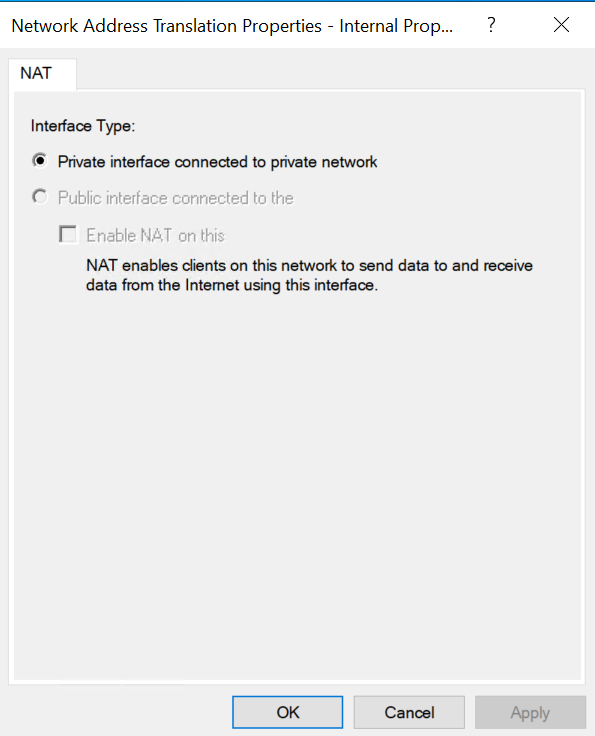 Network Address Translation Properties - Internal Prop... ?
NAT
Interface Type:
Private interface connected to private network
Public interface connected to the
Enable NAT on this
NAT enables clients on this network to send data to and receive
data from the Internet using this interface.
OK Cancel Apply